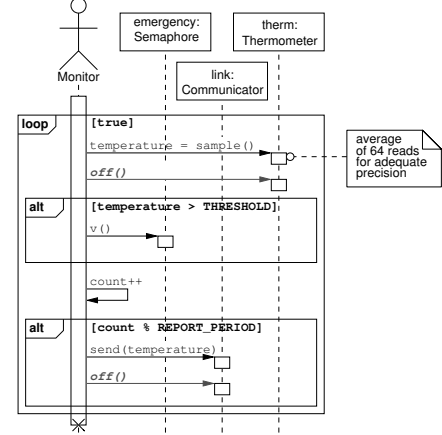 emergency:
Semaphore
therm:
Thermometer
link:
Communicator
Monitor
loop
[true]
temperature = sample()
off()
average
of 64 reads
for adequate
precision
alt
[temperature > THRESHOLD]
v()
count++
alt
[count % REPORT_PERIOD]
send(temperature)
off()